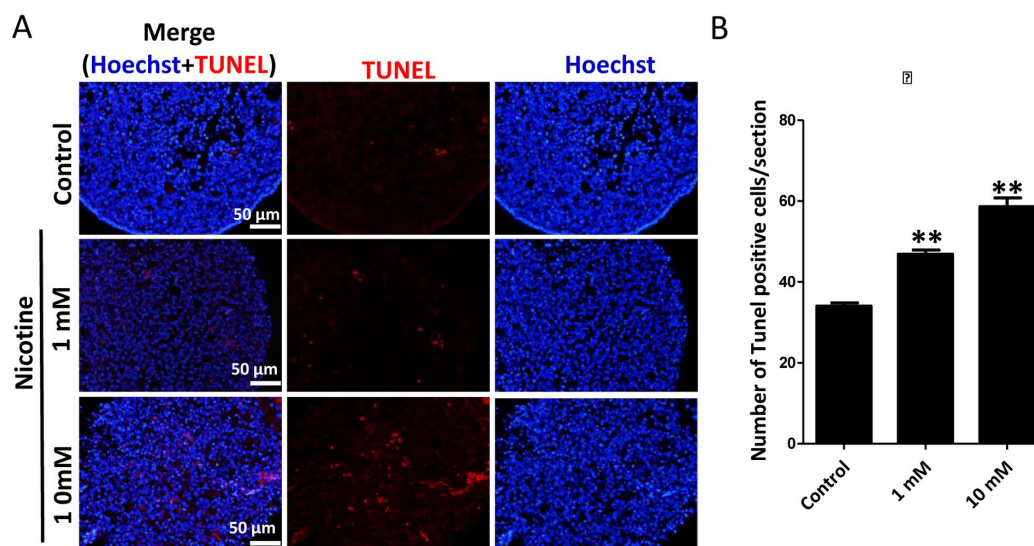 A
Merge
(Hoechst+TUNEL)
TUNEL
Hoechst
Control
50 µm
Nicotine
1 mM
50 µm
1 0mM
50 µm
B
?
Number of Tunel positive cells/section
80
60
40
20
0
**
**
Control
1 mM
10 mM